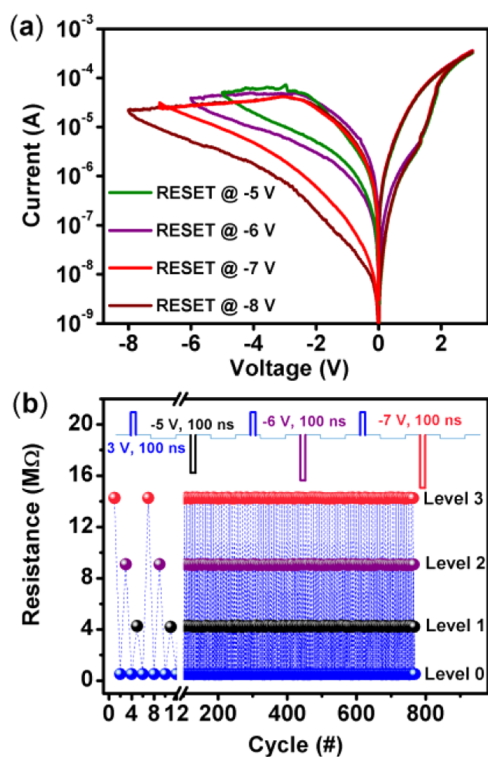 (a)
10⁻³
10⁻⁴
10⁻⁵
10⁻⁶
10⁻⁷
10⁻⁸
10⁻⁹
Current (A)
RESET @ -5 V
RESET @ -6 V
RESET @ -7 V
RESET @ -8 V
-8 -6 -4 -2 0 2
Voltage (V)
(b)
20
16
12
8
4
0
Resistance (MΩ)
3 V, 100 ns
-5 V, 100 ns
-6 V, 100 ns
-7 V, 100 ns
Level 3
Level 2
Level 1
Level 0
0 4 8 12 200 400 600 800
Cycle (#)